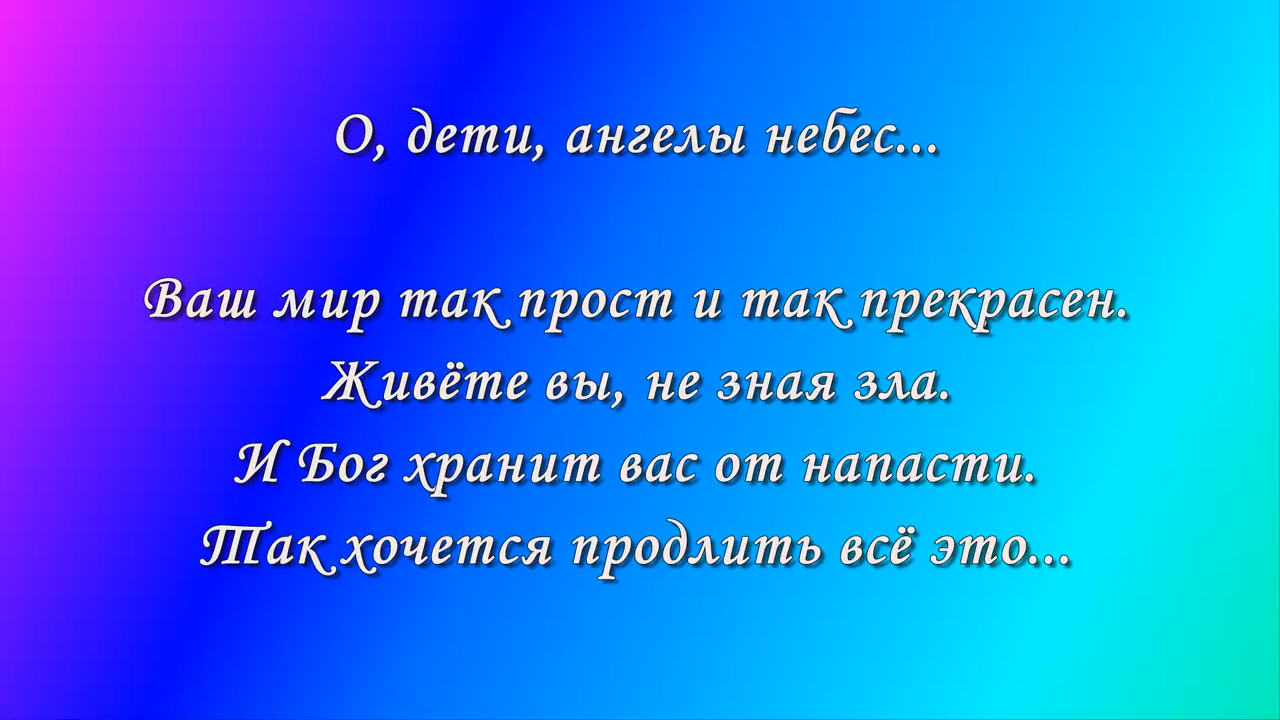 О, дети, ангелы небес...
Ваш мир так прост и так прекрасен.
Живёте вы, не зная зла.
И Бог хранит вас от напасти.
Так хочется продлить всё это...